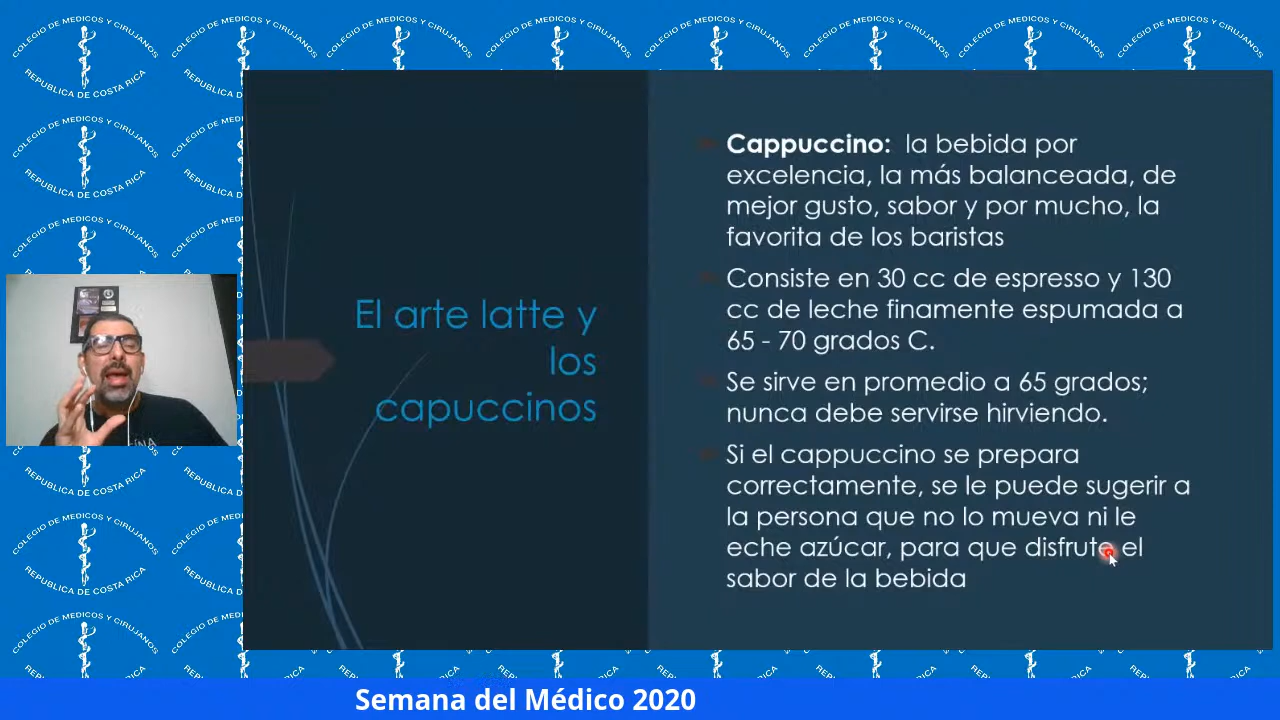 COLEGIO DE MEDICOS Y CIRUJANOS
REPUBLICA DE COSTA RICA
El arte latte y
los
capuccinos
Cappuccino: la bebida por
excelencia, la más balanceada, de
mejor gusto, sabor y por mucho, la
favorita de los baristas
Consiste en 30 cc de espresso y 130
cc de leche finamente espumada a
65 - 70 grados C.
Se sirve en promedio a 65 grados;
nunca debe servirse hirviendo.
Si el cappuccino se prepara
correctamente, se le puede sugerir a
la persona que no lo mueva ni le
eche azúcar, para que disfrute el
sabor de la bebida
Semana del Médico 2020